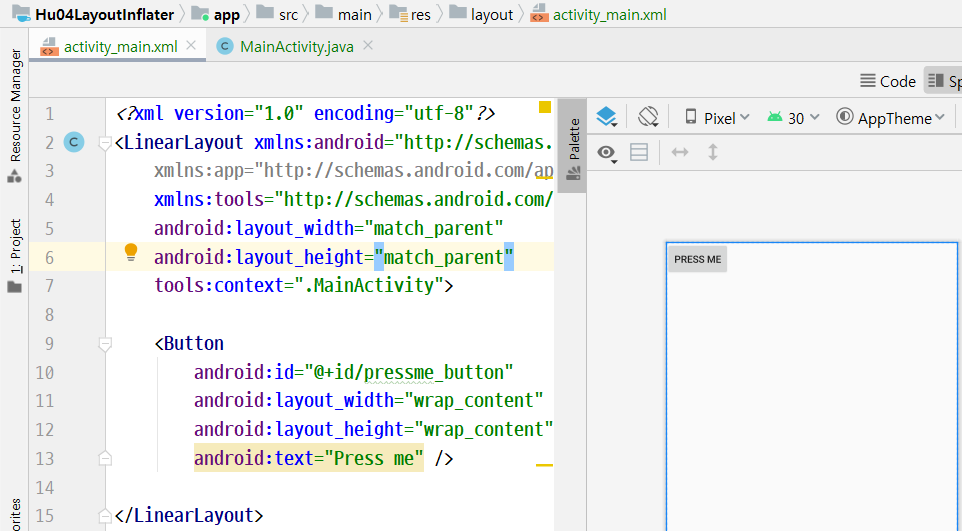 Hu04LayoutInflater app src main res layout activity_main.xml
activity_main.xml MainActivity.java
Code
Resource Manager
1: Project
Palette
Pixel 30 AppTheme
1 <?xml version="1.0" encoding="utf-8"?>
2 <LinearLayout xmlns:android="http://schemas.
3 xmlns:app="http://schemas.android.com/ap
4 xmlns:tools="http://schemas.android.com/
5 android:layout_width="match_parent"
6 android:layout_height="match_parent"
7 tools:context=".MainActivity">
8
9 <Button
10 android:id="@+id/pressme_button"
11 android:layout_width="wrap_content"
12 android:layout_height="wrap_content"
13 android:text="Press me" />
14
15 </LinearLayout>
PRESS ME